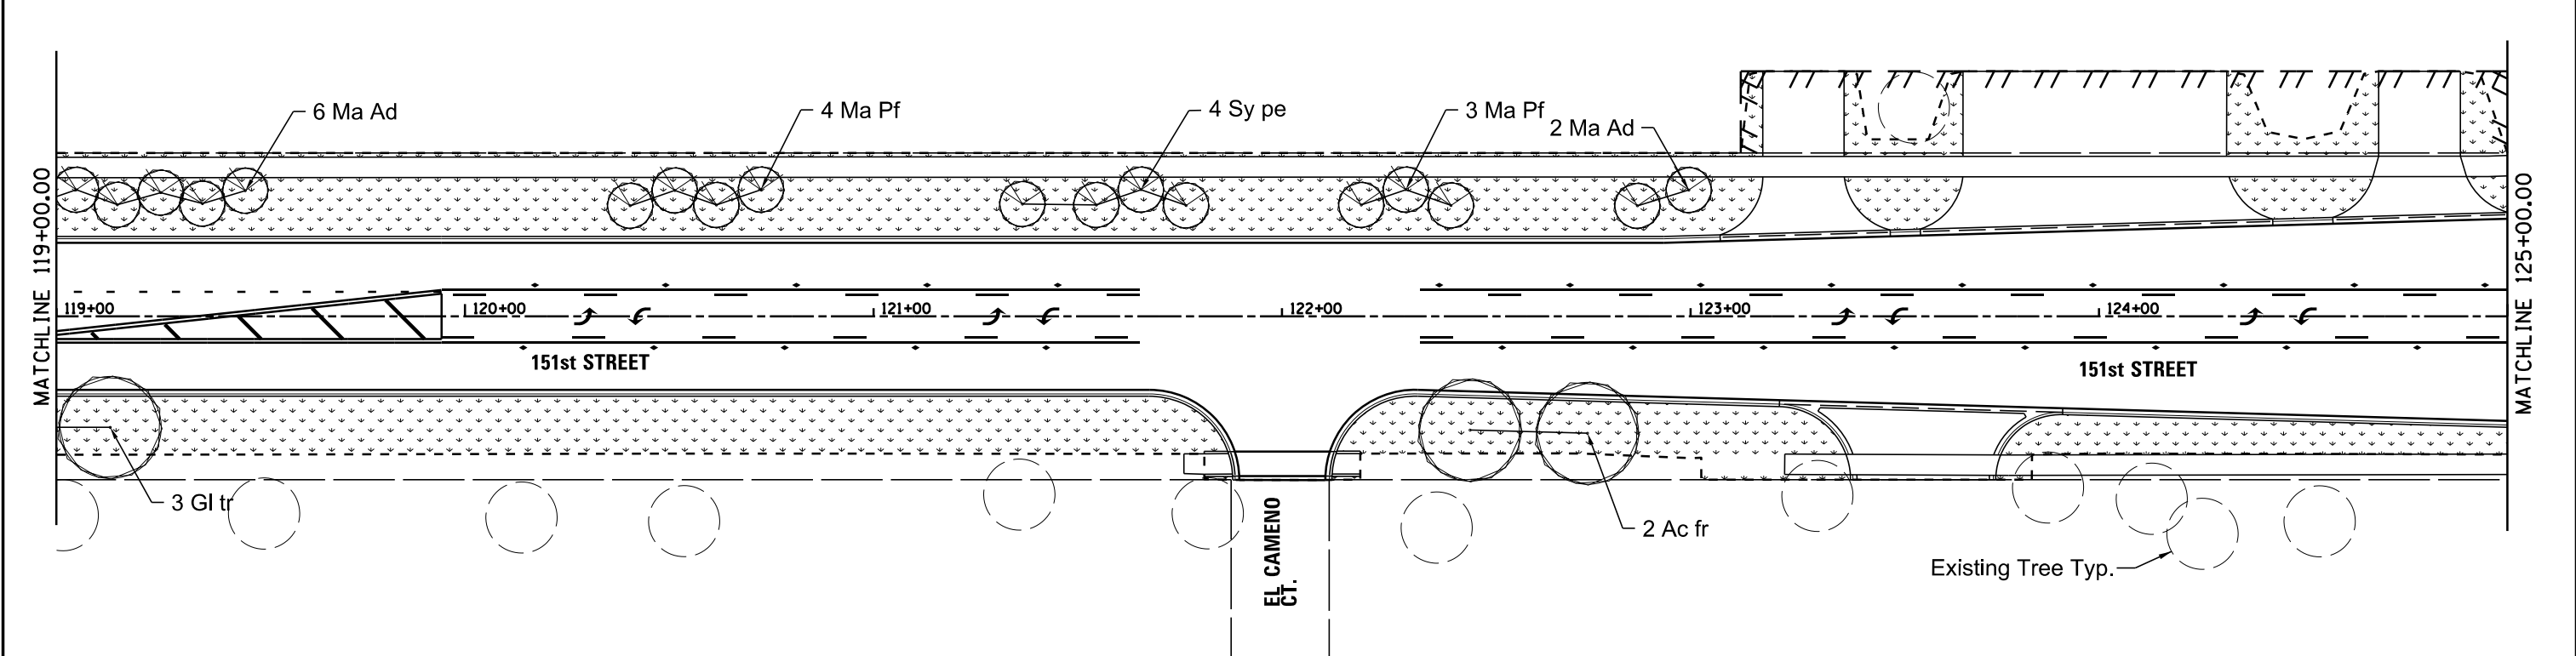 6 Ma Ad
4 Ma Pf
4 Sy pe
3 Ma Pf
2 Ma Ad
MATCHLINE 119+00.00
119+00
120+00
121+00
122+00
123+00
124+00
MATCHLINE 125+00.00
151st STREET
151st STREET
3 Gl tr
2 Ac fr
EL CAMENO
CT.
Existing Tree Typ.